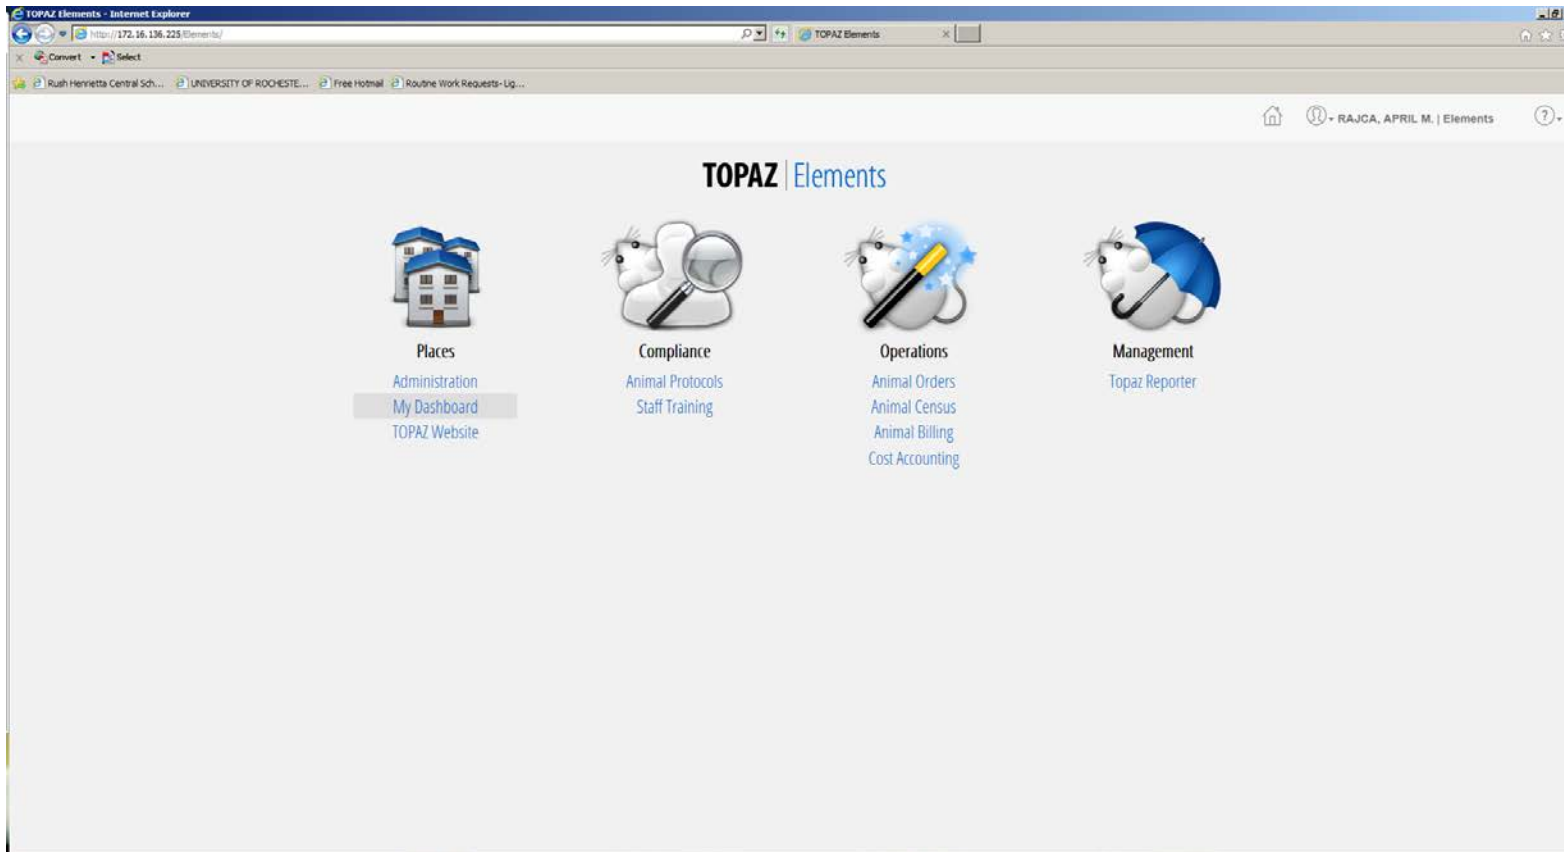 TOPAZ Elements - Internet Explorer
http://172.16.136.225/Elements/
TOPAZ Elements
Convert Select
Rush Henrietta Central Sch... UNIVERSITY OF ROCHESTE... Free Hotmail Routine Work Requests- Lig...
RAJCA, APRIL M. | Elements ?
TOPAZ | Elements
Places Compliance Operations Management
Administration Animal Protocols Animal Orders Topaz Reporter
My Dashboard Staff Training Animal Census
TOPAZ Website Animal Billing
Cost Accounting